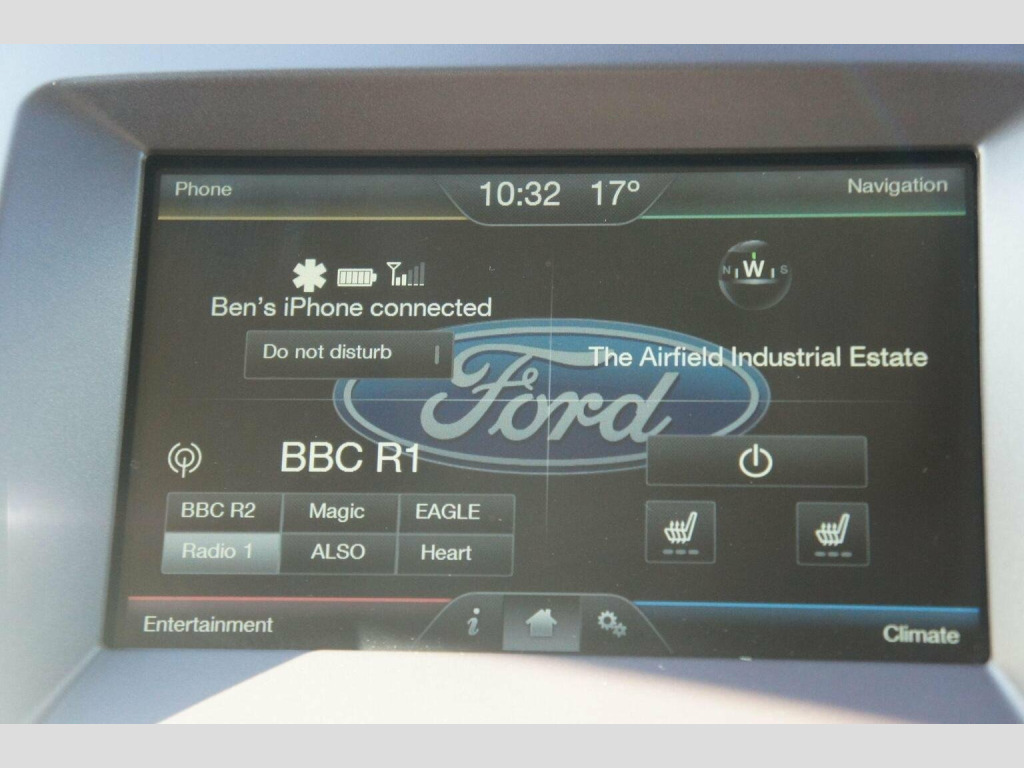 Phone
10:32 17°
Navigation
N W S
Ben's iPhone connected
Do not disturb
The Airfield Industrial Estate
Ford
BBC R1
BBC R2 Magic EAGLE
Radio 1 ALSO Heart
Entertainment
i
Climate